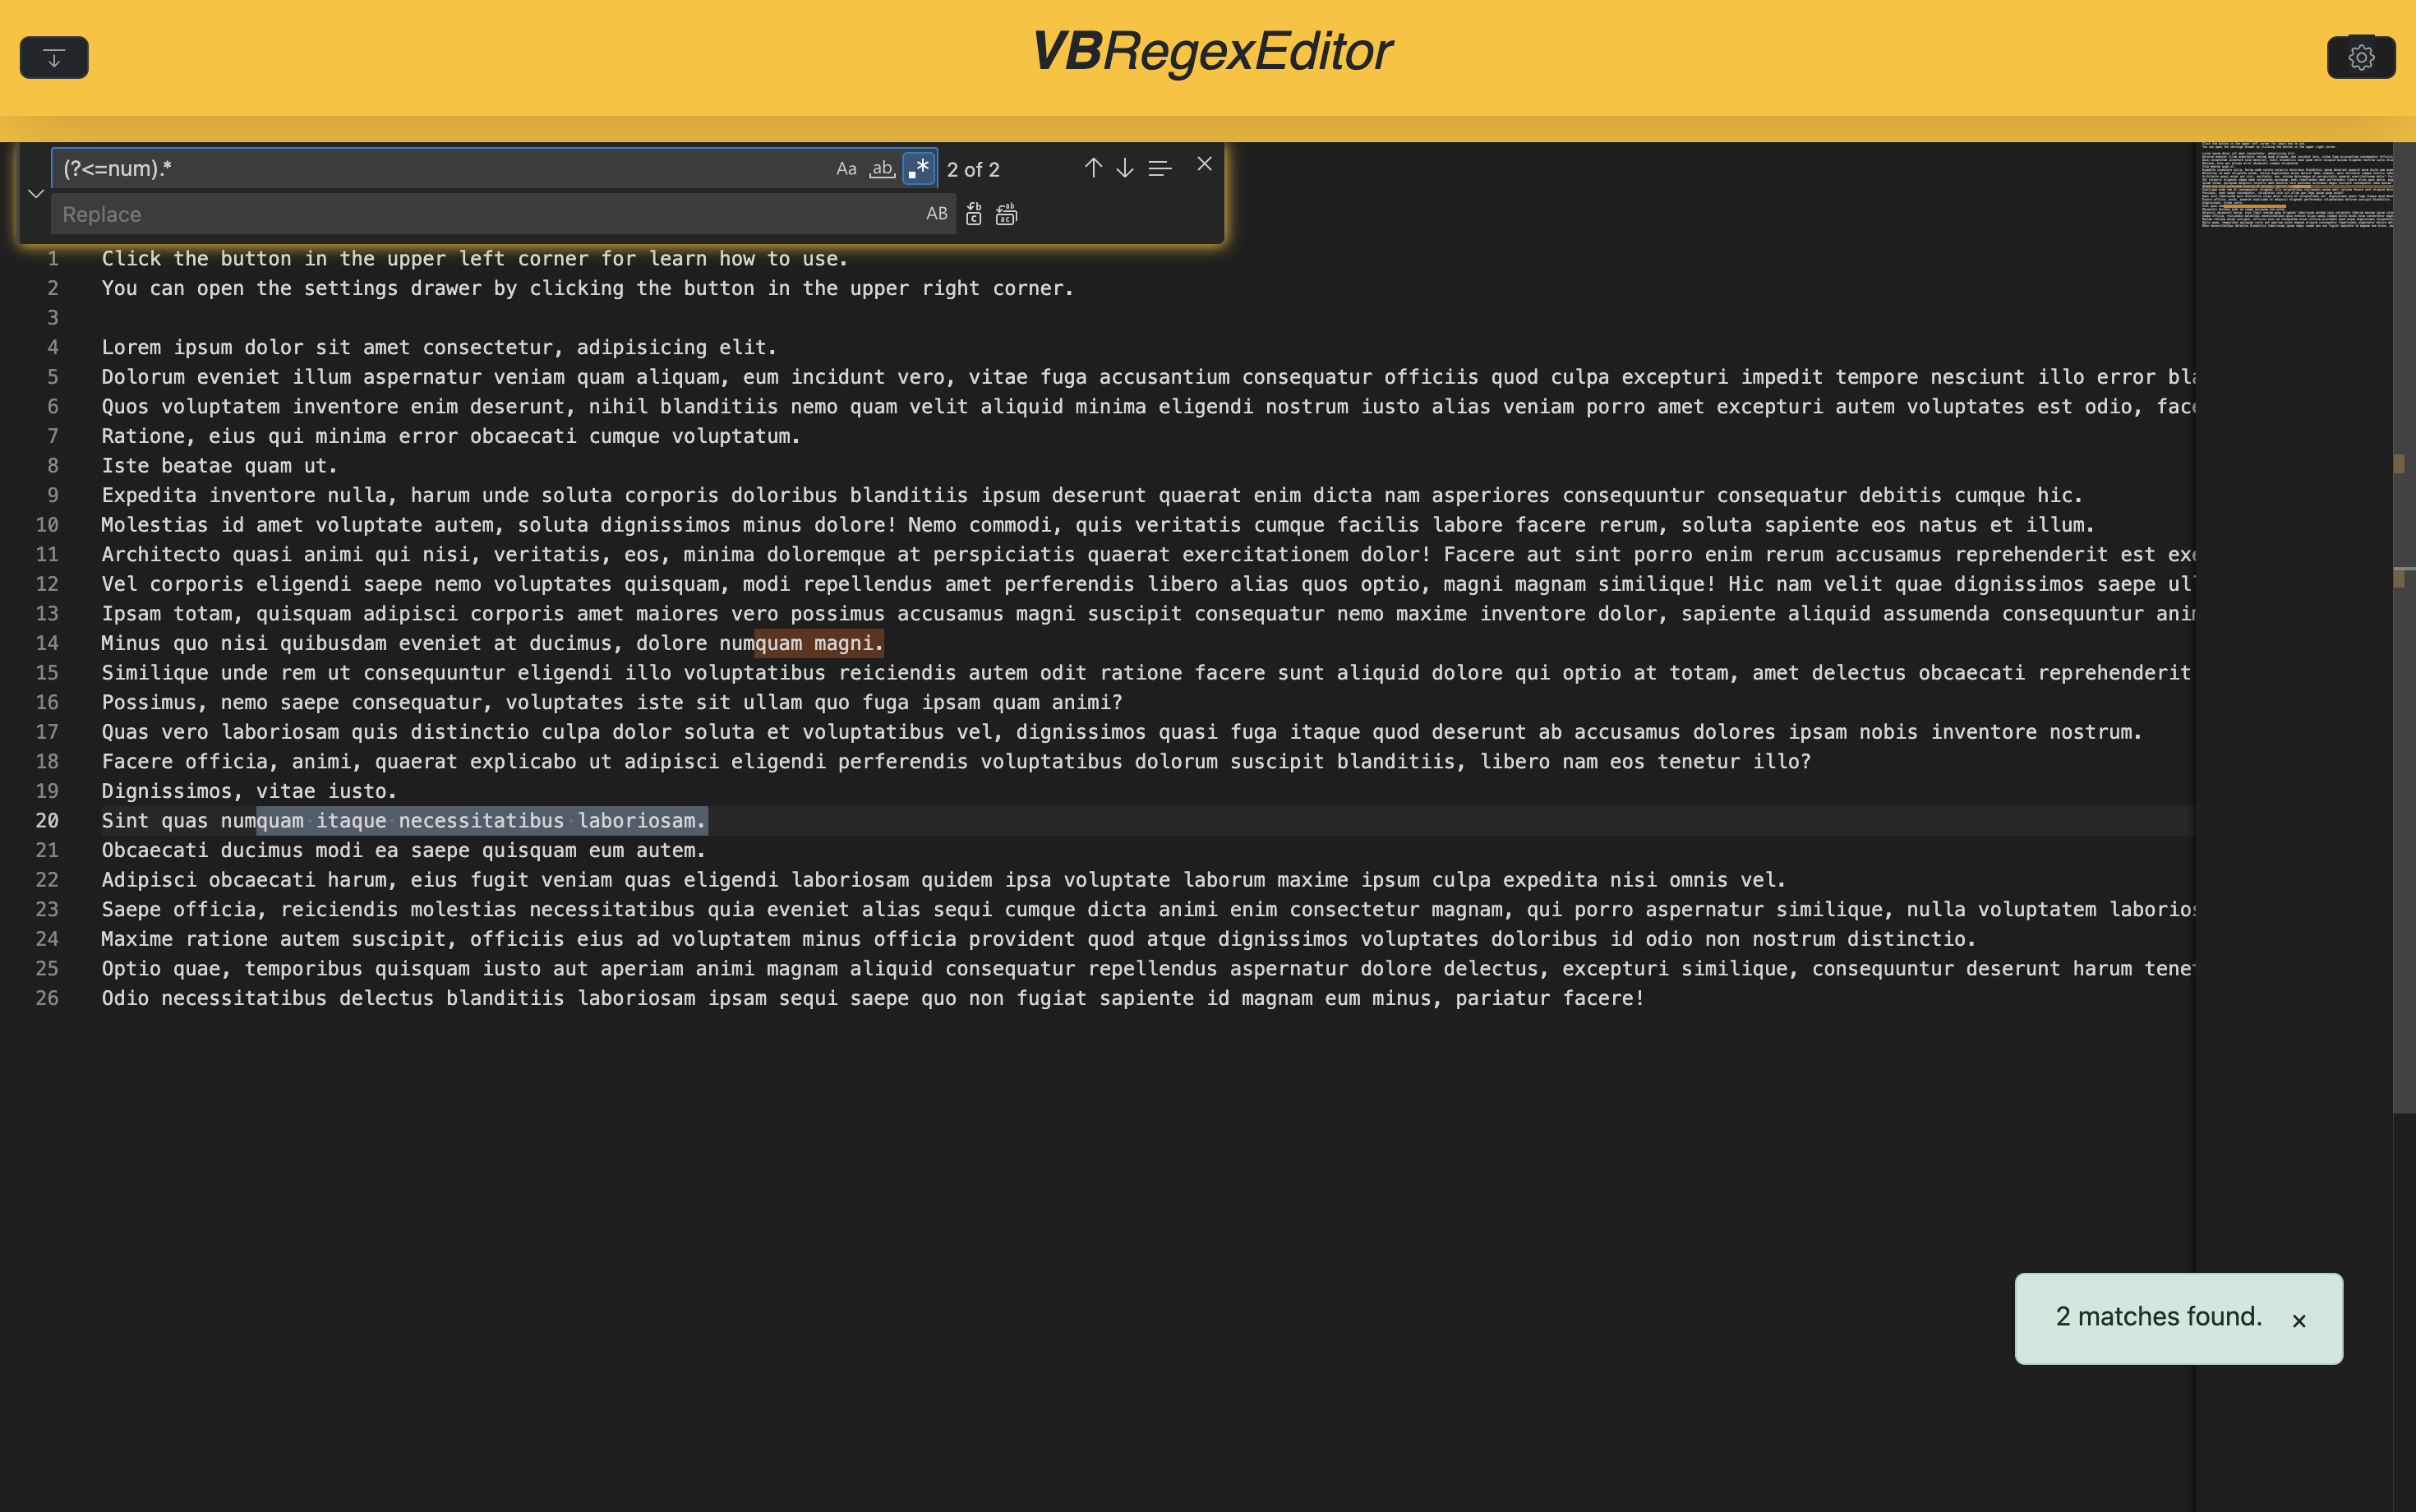 VBRegexEditor
(?<=num).* Aa ab .* 2 of 2
Replace AB
1 Click the button in the upper left corner for learn how to use.
2 You can open the settings drawer by clicking the button in the upper right corner.
3
4 Lorem ipsum dolor sit amet consectetur, adipisicing elit.
5 Dolorum eveniet illum aspernatur veniam quam aliquam, eum incidunt vero, vitae fuga accusantium consequatur officiis quod culpa excepturi impedit tempore nesciunt illo error bla
6 Quos voluptatem inventore enim deserunt, nihil blanditiis nemo quam velit aliquid minima eligendi nostrum iusto alias veniam porro amet excepturi autem voluptates est odio, face
7 Ratione, eius qui minima error obcaecati cumque voluptatum.
8 Iste beatae quam ut.
9 Expedita inventore nulla, harum unde soluta corporis doloribus blanditiis ipsum deserunt quaerat enim dicta nam asperiores consequuntur consequatur debitis cumque hic.
10 Molestias id amet voluptate autem, soluta dignissimos minus dolore! Nemo commodi, quis veritatis cumque facilis labore facere rerum, soluta sapiente eos natus et illum.
11 Architecto quasi animi qui nisi, veritatis, eos, minima doloremque at perspiciatis quaerat exercitationem dolor! Facere aut sint porro enim rerum accusamus reprehenderit est exe
12 Vel corporis eligendi saepe nemo voluptates quisquam, modi repellendus amet perferendis libero alias quos optio, magni magnam similique! Hic nam velit quae dignissimos saepe ull
13 Ipsam totam, quisquam adipisci corporis amet maiores vero possimus accusamus magni suscipit consequatur nemo maxime inventore dolor, sapiente aliquid assumenda consequuntur anim
14 Minus quo nisi quibusdam eveniet at ducimus, dolore numquam magni.
15 Similique unde rem ut consequuntur eligendi illo voluptatibus reiciendis autem odit ratione facere sunt aliquid dolore qui optio at totam, amet delectus obcaecati reprehenderit
16 Possimus, nemo saepe consequatur, voluptates iste sit ullam quo fuga ipsam quam animi?
17 Quas vero laboriosam quis distinctio culpa dolor soluta et voluptatibus vel, dignissimos quasi fuga itaque quod deserunt ab accusamus dolores ipsam nobis inventore nostrum.
18 Facere officia, animi, quaerat explicabo ut adipisci eligendi perferendis voluptatibus dolorum suscipit blanditiis, libero nam eos tenetur illo?
19 Dignissimos, vitae iusto.
20 Sint quas numquam itaque necessitatibus laboriosam.
21 Obcaecati ducimus modi ea saepe quisquam eum autem.
22 Adipisci obcaecati harum, eius fugit veniam quas eligendi laboriosam quidem ipsa voluptate laborum maxime ipsum culpa expedita nisi omnis vel.
23 Saepe officia, reiciendis molestias necessitatibus quia eveniet alias sequi cumque dicta animi enim consectetur magnam, qui porro aspernatur similique, nulla voluptatem laborios
24 Maxime ratione autem suscipit, officiis eius ad voluptatem minus officia provident quod atque dignissimos voluptates doloribus id odio non nostrum distinctio.
25 Optio quae, temporibus quisquam iusto aut aperiam animi magnam aliquid consequatur repellendus aspernatur dolore delectus, excepturi similique, consequuntur deserunt harum tenet
26 Odio necessitatibus delectus blanditiis laboriosam ipsam sequi saepe quo non fugiat sapiente id magnam eum minus, pariatur facere!
2 matches found. ×